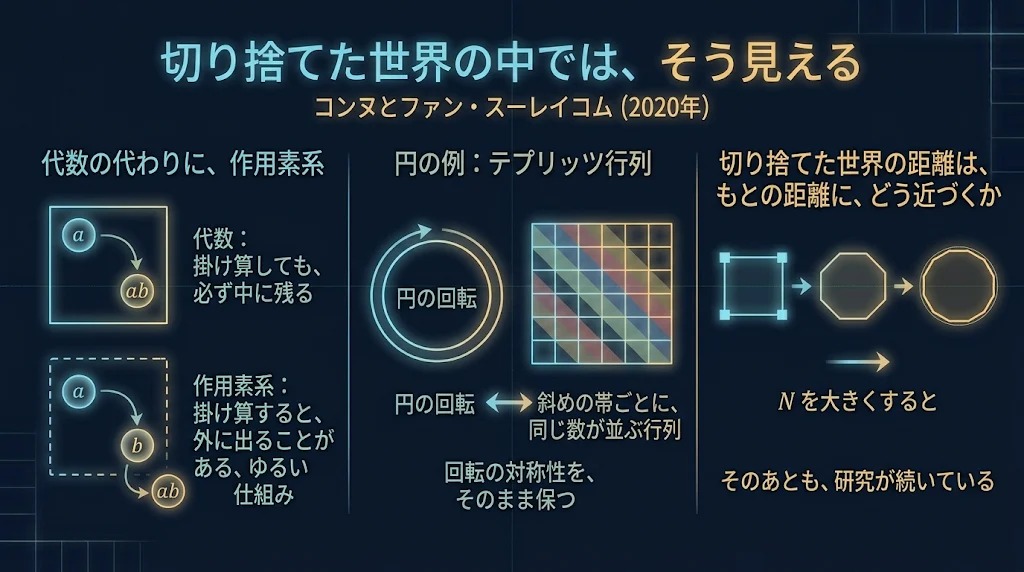 切り捨てた世界の中では、そう見える
コンヌとファン・スーレイコム (2020年)
代数の代わりに、作用素系
a
ab
代数：
掛け算しても、
必ず中に残る
a
b
ab
作用素系：
掛け算すると、
外に出ることが
ある、ゆるい
仕組み
円の例：テプリッツ行列
円の回転
円の回転
斜めの帯ごとに、
同じ数が並ぶ行列
回転の対称性を、
そのまま保つ
切り捨てた世界の距離は、
もとの距離に、どう近づくか
Nを大きくすると
そのあとも、研究が続いている